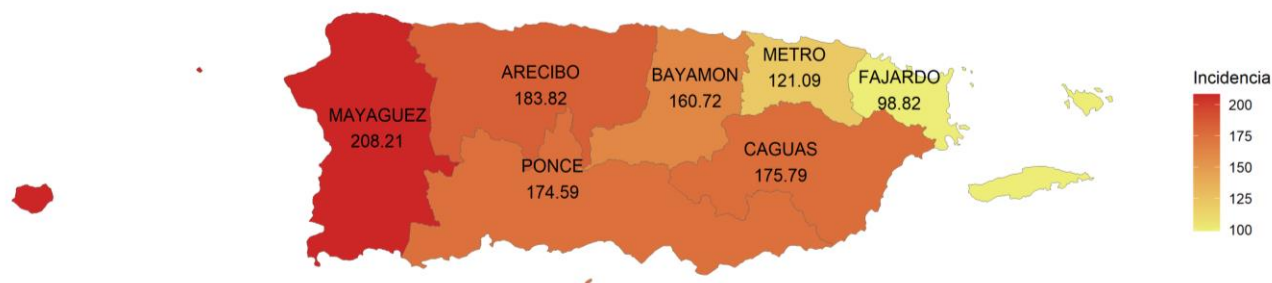 METRO
121.09
ARECIBO
183.82
BAYAMON
160.72
FAJARDO
98.82
MAYAGUEZ
208.21
PONCE
174.59
CAGUAS
175.79
Incidencia
200
175
150
125
100